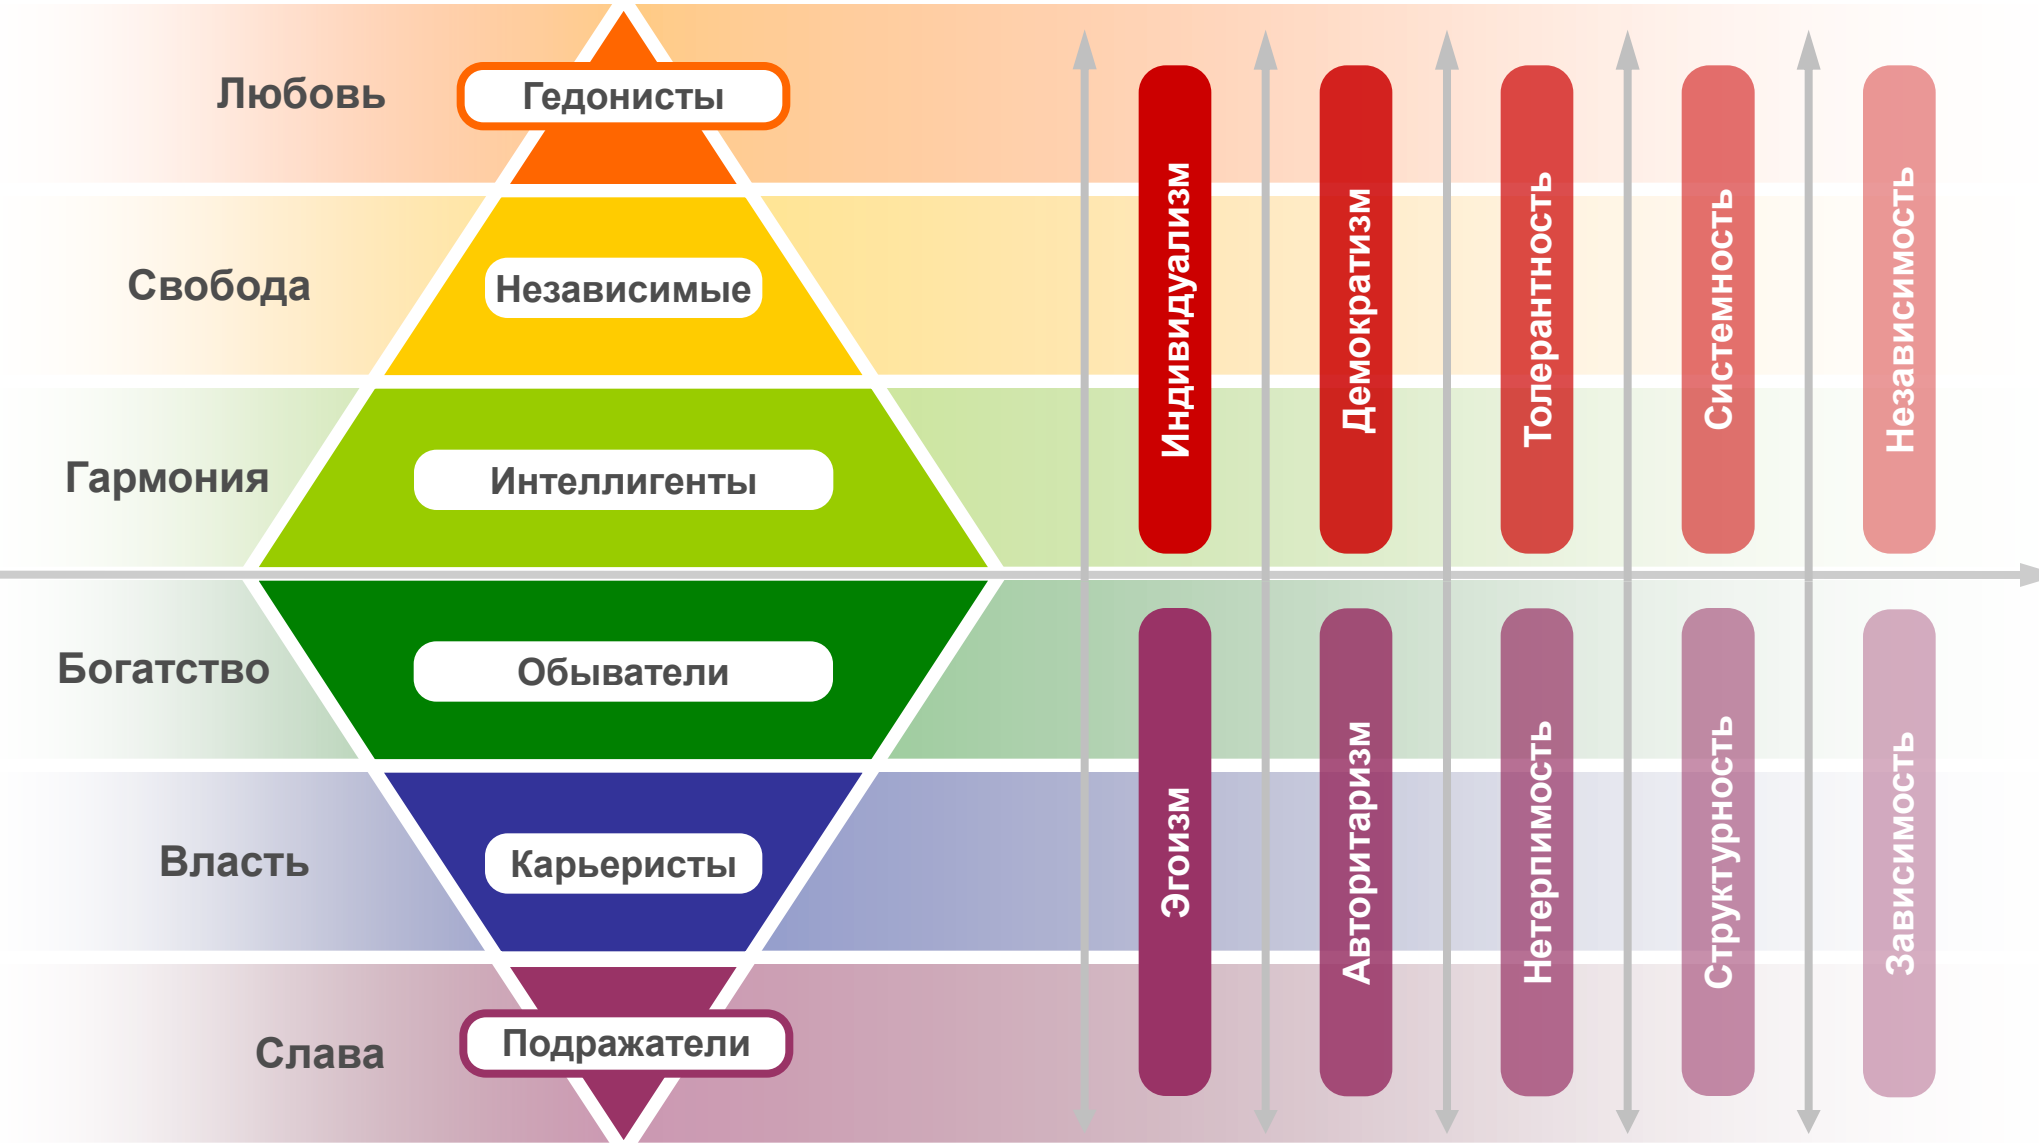 Любовь
Гедонисты
Свобода
Независимые
Гармония
Интеллигенты
Богатство
Обыватели
Власть
Карьеристы
Слава
Подражатели
Индивидуализм
Демократизм
Толерантность
Системность
Независимость
Эгоизм
Авторитаризм
Нетерпимость
Структурность
Зависимость